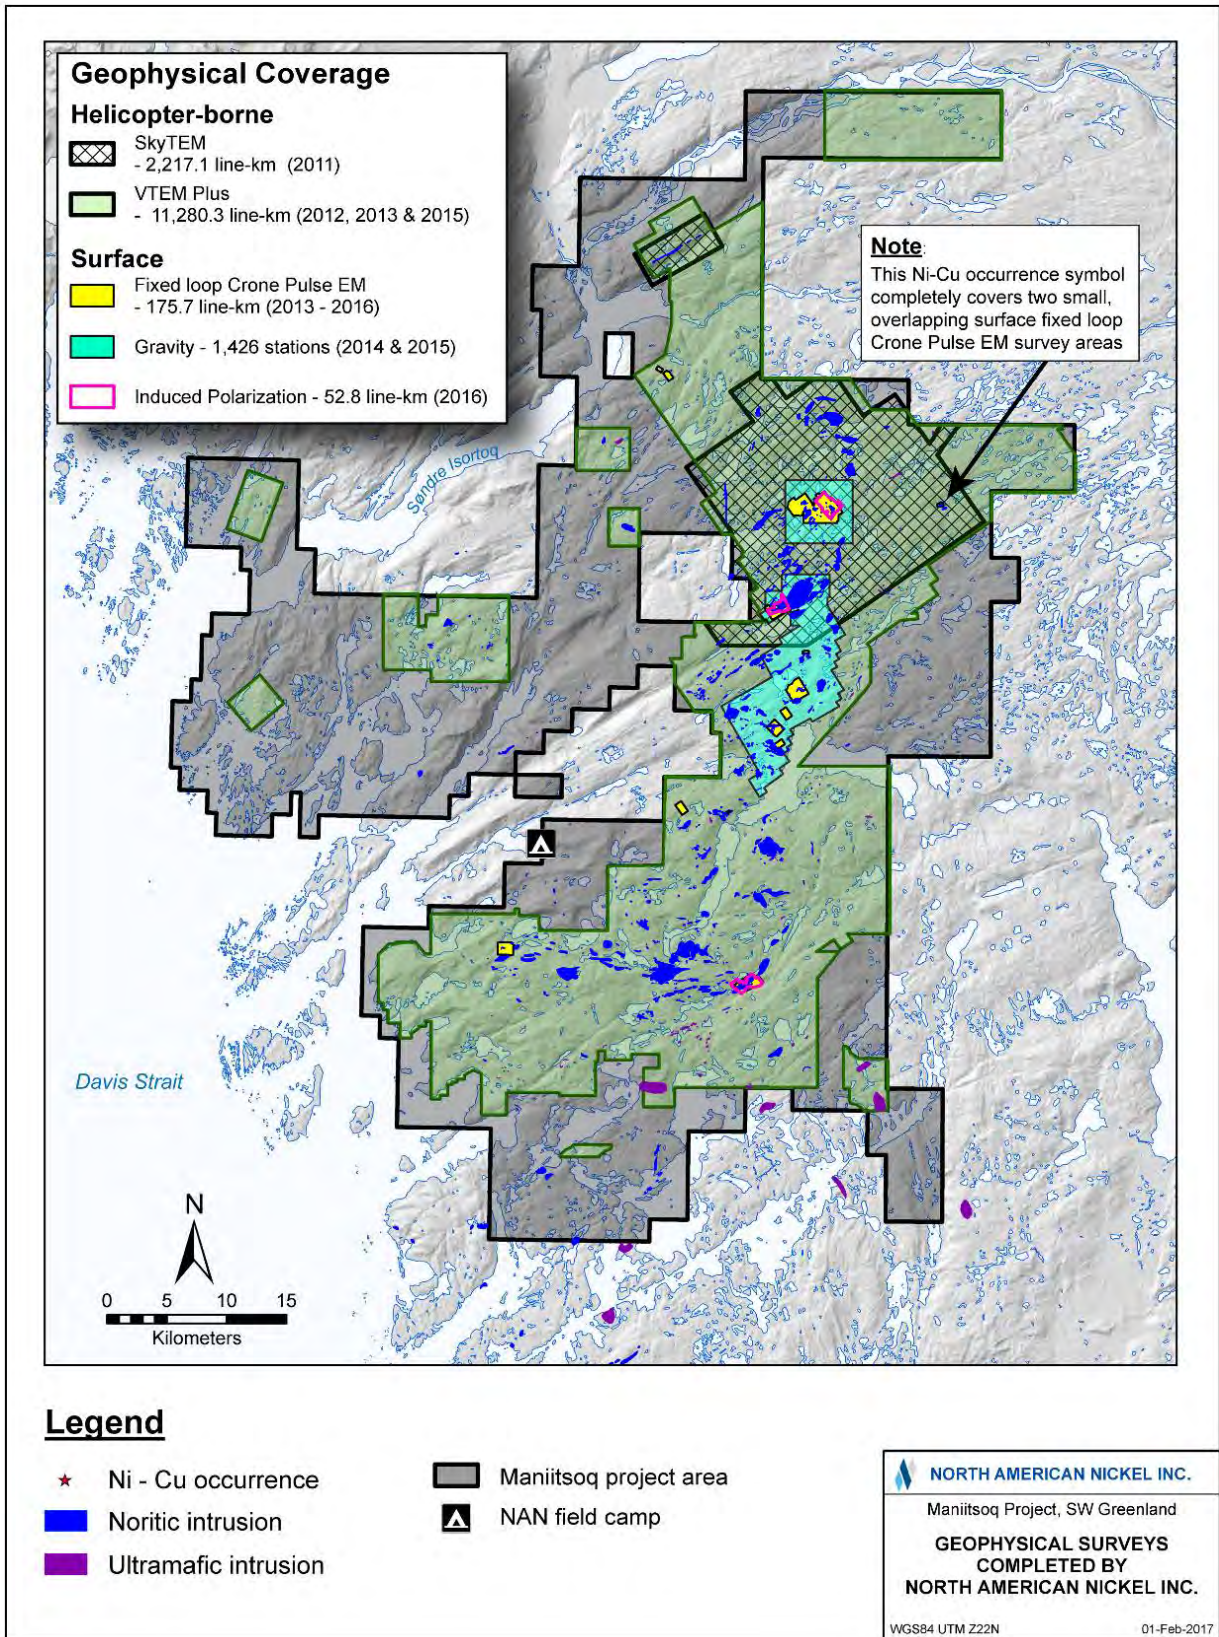 Geophysical Coverage
Helicopter-borne
SkyTEM
- 2,217.1 line-km (2011)
VTEM Plus
- 11,280.3 line-km (2012, 2013 & 2015)
Surface
Fixed loop Crone Pulse EM
- 175.7 line-km (2013 - 2016)
Gravity - 1,426 stations (2014 & 2015)
Induced Polarization - 52.8 line-km (2016)
Note:
This Ni-Cu occurrence symbol
completely covers two small,
overlapping surface fixed loop
Crone Pulse EM survey areas
Søndre Isortoq
Davis Strait
N
0 5 10 15
Kilometers
Legend
Ni - Cu occurrence
Noritic intrusion
Ultramafic intrusion
Maniitsoq project area
NAN field camp
NORTH AMERICAN NICKEL INC.
Maniitsoq Project, SW Greenland
GEOPHYSICAL SURVEYS
COMPLETED BY
NORTH AMERICAN NICKEL INC.
WGS84 UTM Z22N 01-Feb-2017